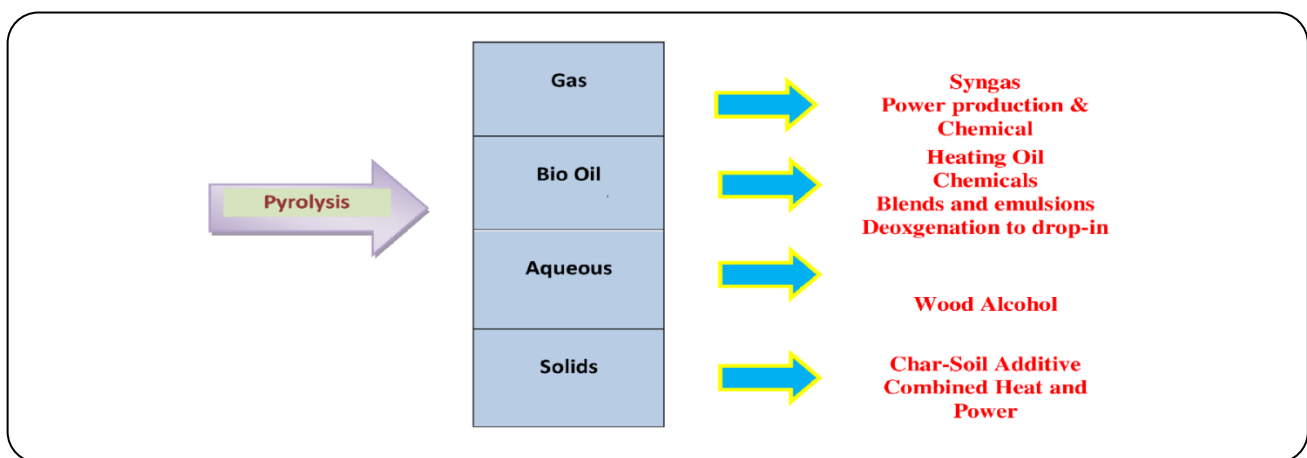 Pyrolysis
Gas
Syngas
Power production &
Chemical
Bio Oil
Heating Oil
Chemicals
Blends and emulsions
Deoxgenation to drop-in
Aqueous
Wood Alcohol
Solids
Char-Soil Additive
Combined Heat and
Power